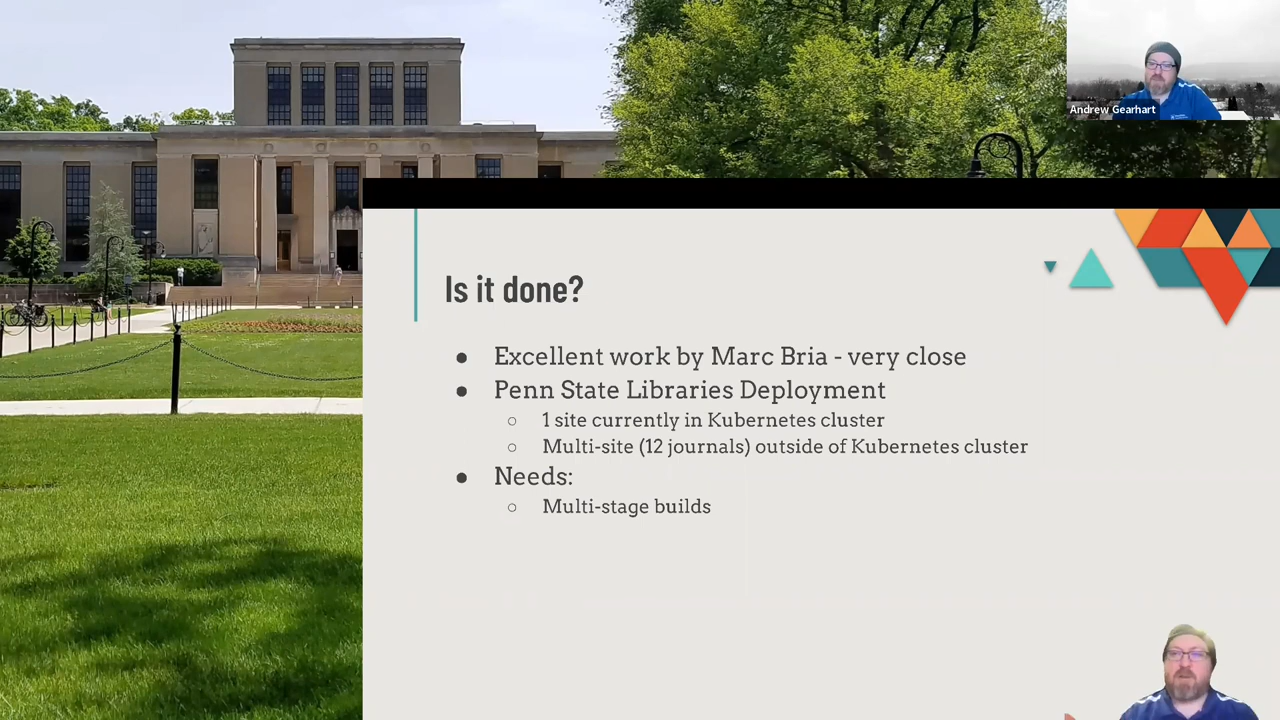 Andrew Gearhart
Is it done?
● Excellent work by Marc Bria - very close
● Penn State Libraries Deployment
○ 1 site currently in Kubernetes cluster
○ Multi-site (12 journals) outside of Kubernetes cluster
● Needs:
○ Multi-stage builds